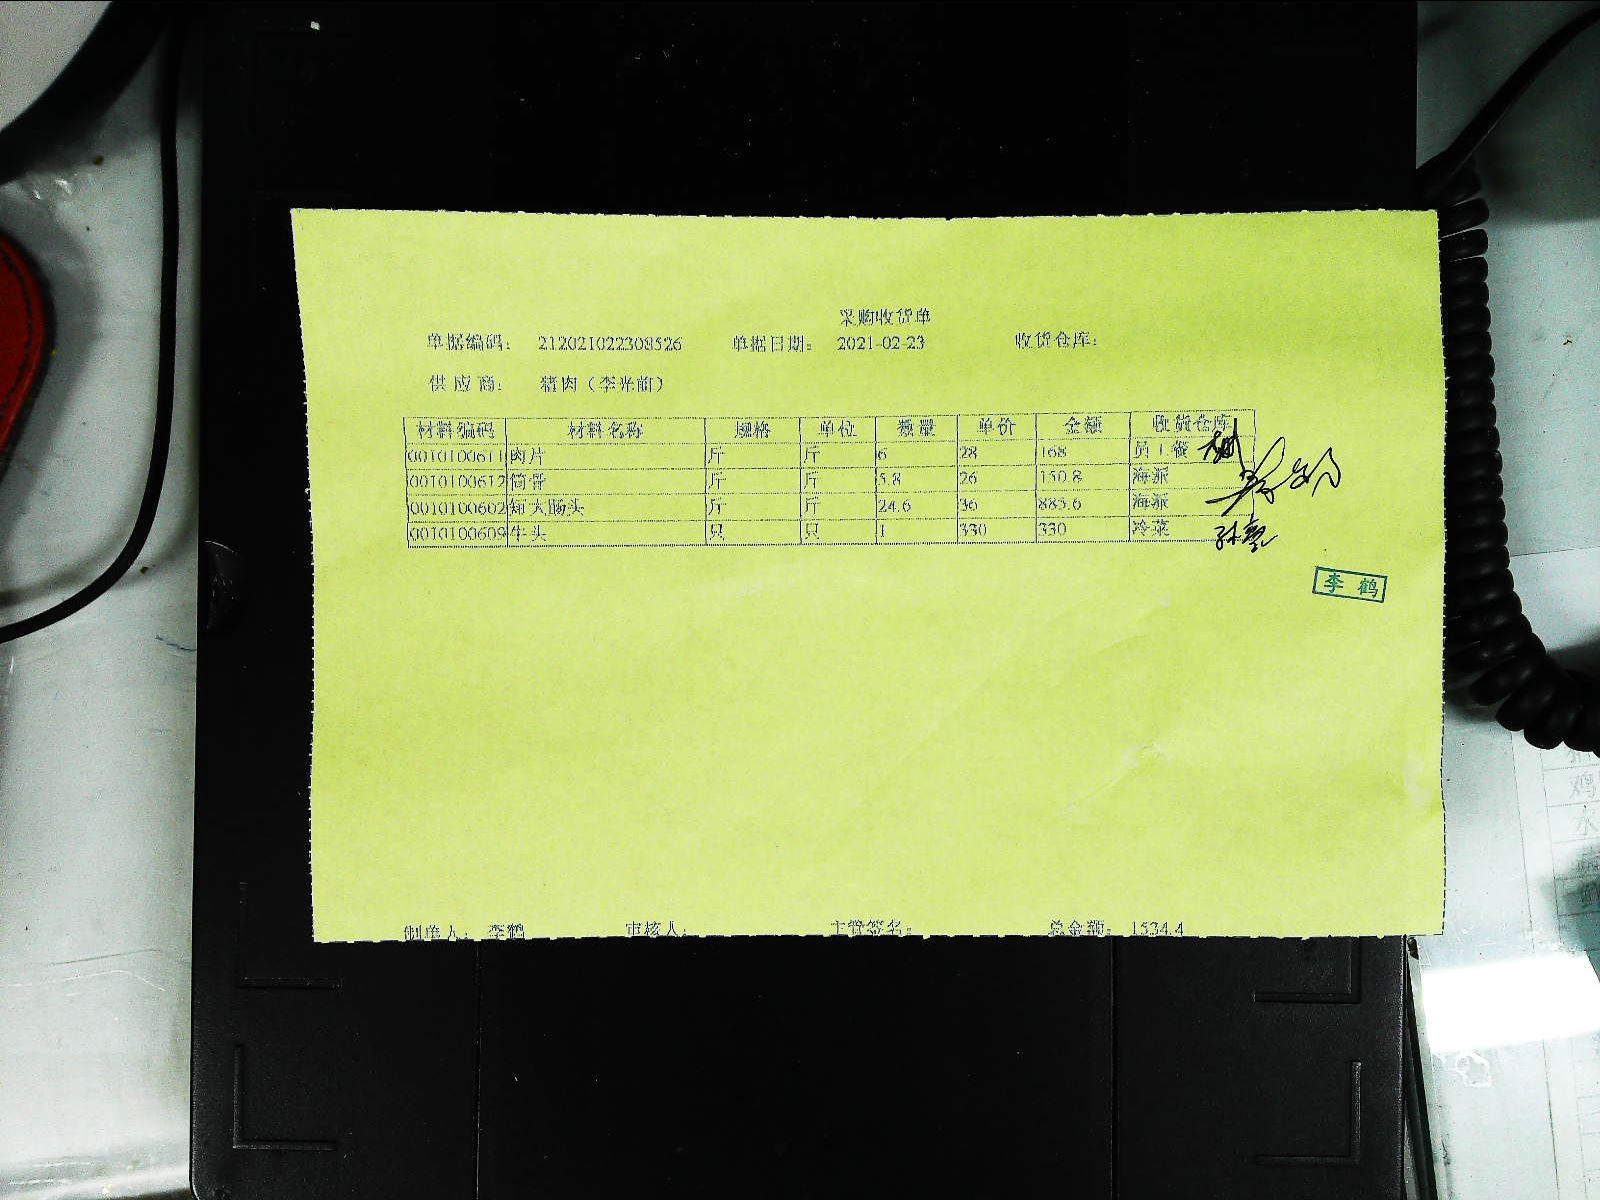 采购收货单
单据编码: 212021022308526 单据日期: 2021-02-23 收货仓库:
供应商: 猪肉（李光前）
材料编码 材料名称 规格 单位 数量 单价 金额 收货仓库
0010100611 肉片 斤 斤 6 28 168 员工餐
0010100612 筒骨 斤 斤 5.8 26 150.8 海派
0010100602 大肠头 斤 斤 24.6 36 885.6 海派
0010100609 牛头 只 只 1 330 330 冷菜
李鹤
制单人: 李鹤 审核人: 主管签名: 总金额: 1534.4
鸡
水